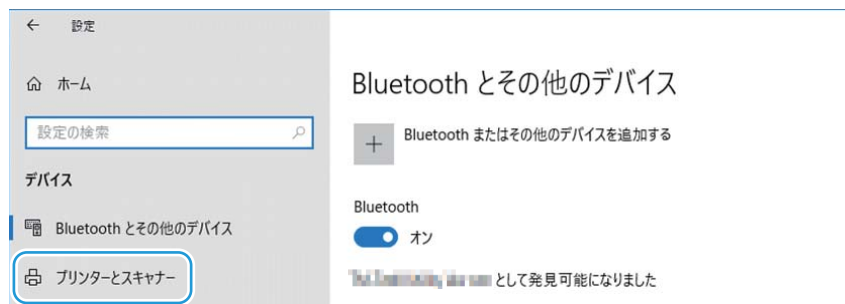 設定
ホーム
設定の検索
デバイス
Bluetooth とその他のデバイス
プリンターとスキャナー
Bluetooth とその他のデバイス
Bluetooth またはその他のデバイスを追加する
Bluetooth
オン
として発見可能になりました